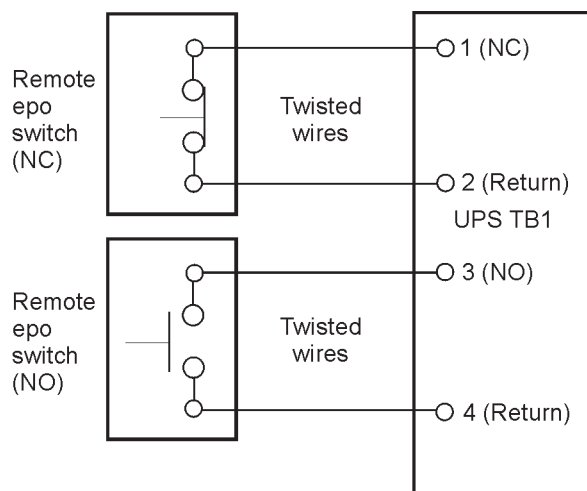 Remote
epo
switch
(NC)
Twisted
wires
1 (NC)
2 (Return)
UPS TB1
Remote
epo
switch
(NO)
Twisted
wires
3 (NO)
4 (Return)